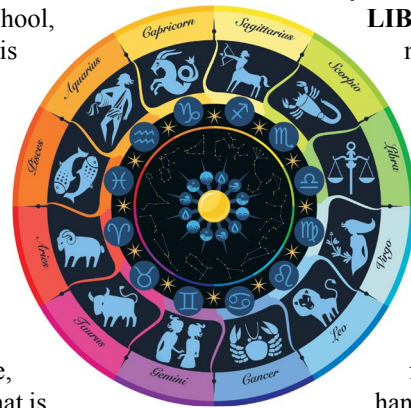 hool,
is
LIB
Capricorn
Sagittarius
Scorpio
Libra
Virgo
Leo
Cancer
Gemini
Taurus
Aries
Pisces
Aquarius
e,
hat is
han